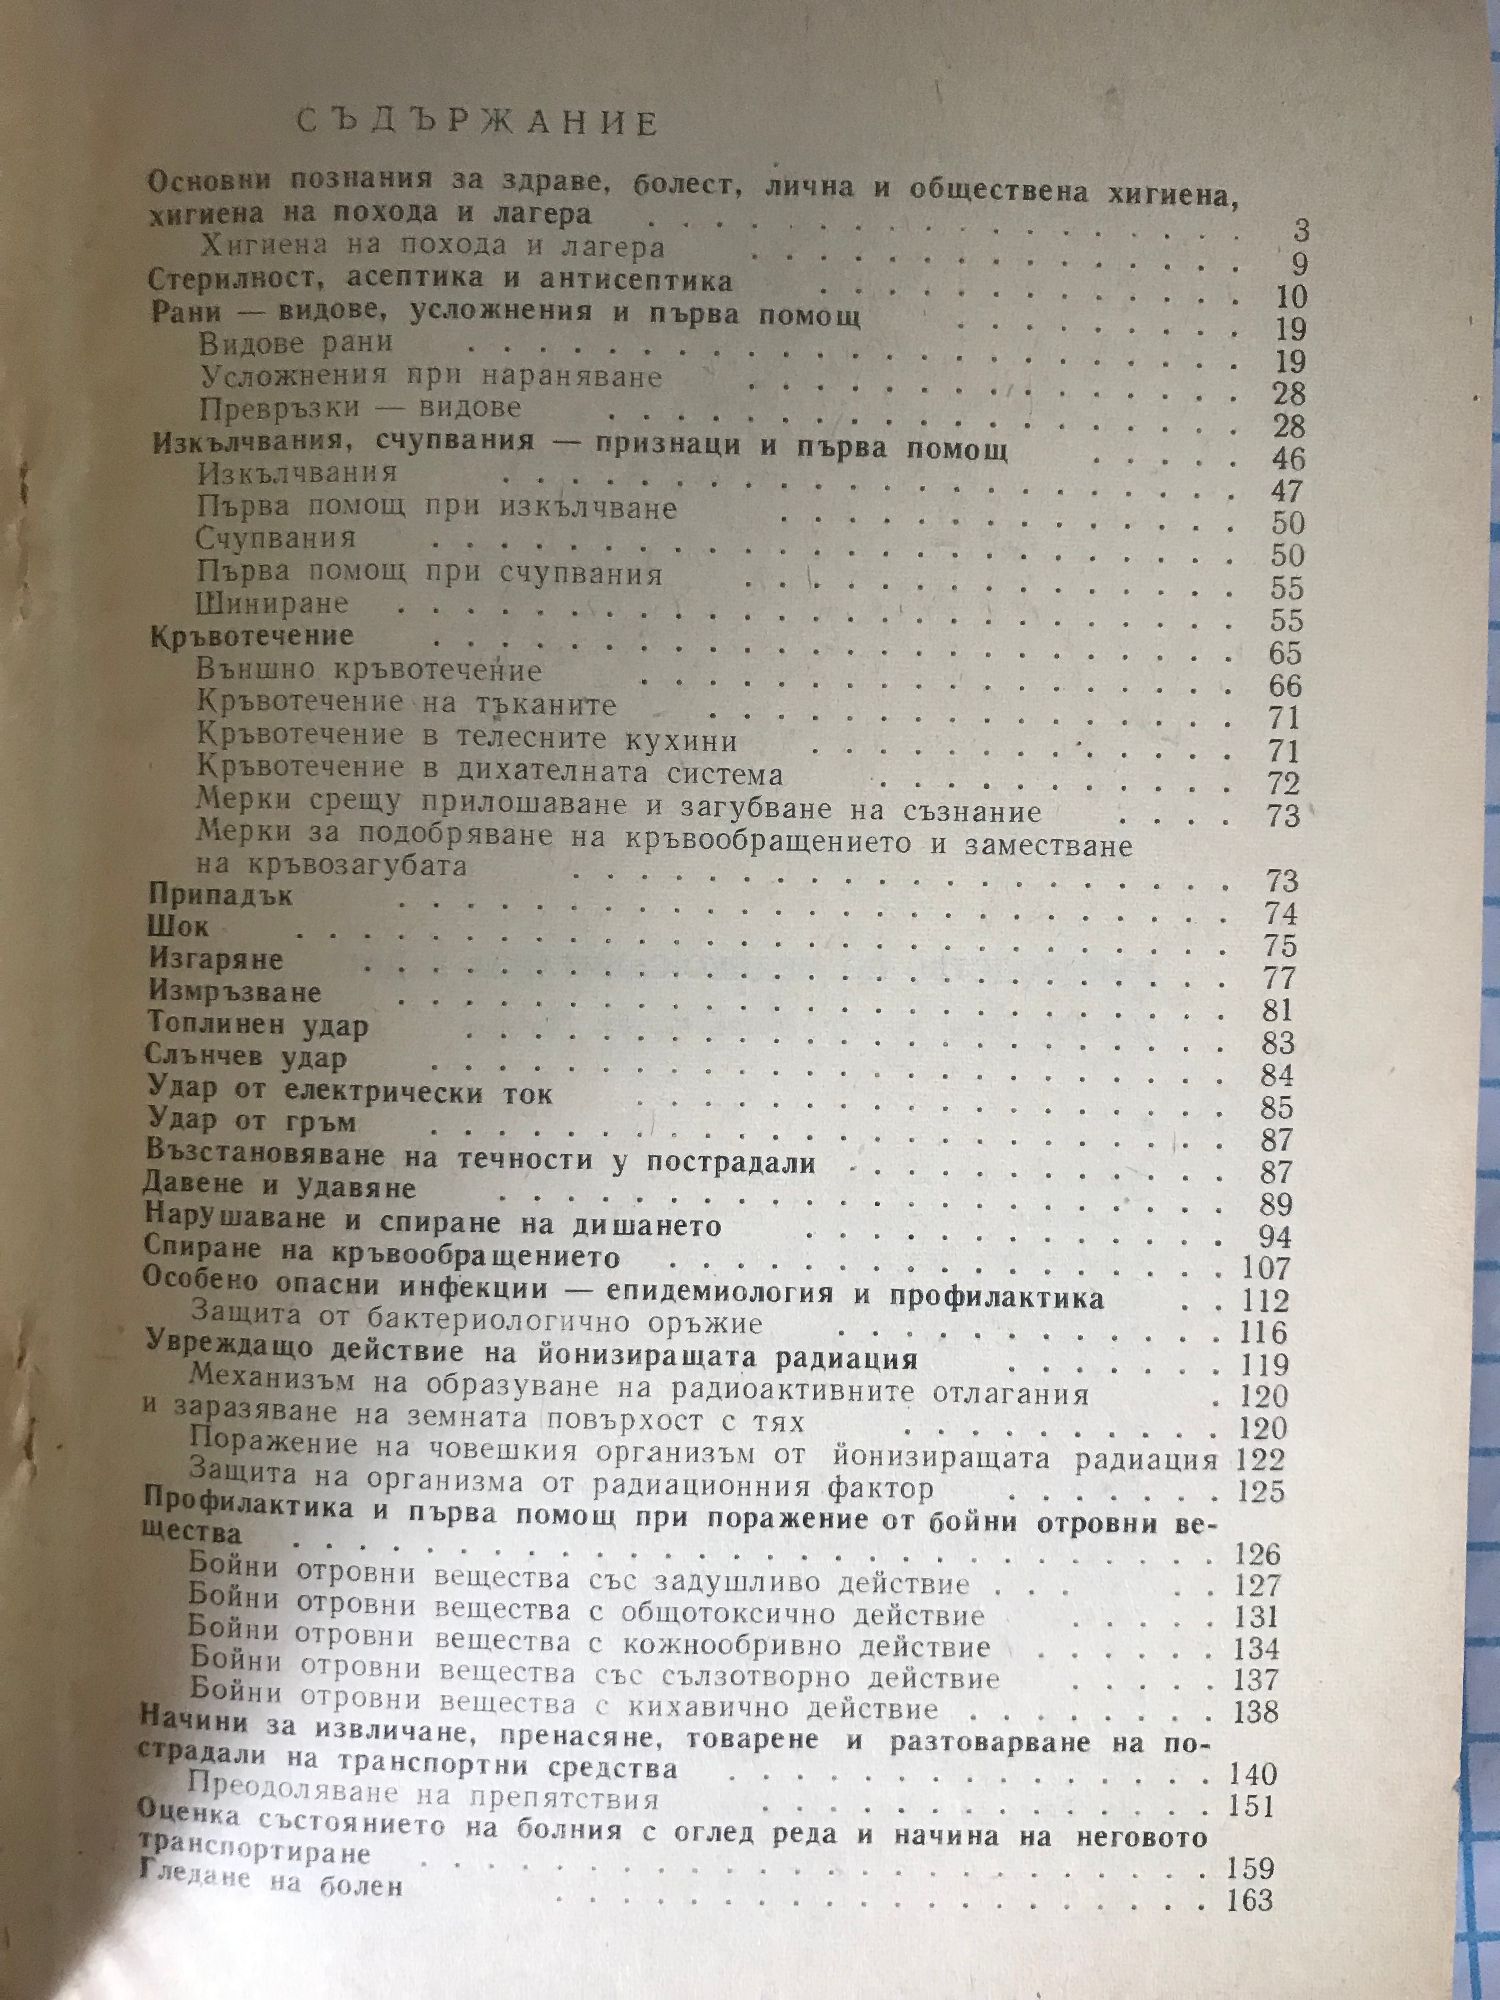 СЪДЪРЖАНИЕ
Основни познания за здраве, болест, лична и обществена хигиена,
хигиена на похода и лагера . . . . . . . . . . . . . . . . . . 3
Хигиена на похода и лагера . . . . . . . . . . . . . . . 9
Стерилност, асептика и антисептика . . . . . . . . . . . . . 10
Рани — видове, усложнения и първа помощ . . . . . . . . . 19
Видове рани . . . . . . . . . . . . . . . . . . . . . . . 19
Усложнения при нараняване . . . . . . . . . . . . . . . 28
Превръзки — видове . . . . . . . . . . . . . . . . . . . 28
Изкълчвания, счупвания — признаци и първа помощ . . . . . 46
Изкълчвания . . . . . . . . . . . . . . . . . . . . . . 47
Първа помощ при изкълчване . . . . . . . . . . . . . . 50
Счупвания . . . . . . . . . . . . . . . . . . . . . . . . 50
Първа помощ при счупвания . . . . . . . . . . . . . . . 55
Шиниране . . . . . . . . . . . . . . . . . . . . . . . . . 55
Кръвотечение . . . . . . . . . . . . . . . . . . . . . . . . 65
Външно кръвотечение . . . . . . . . . . . . . . . . . . 66
Кръвотечение на тъканите . . . . . . . . . . . . . . . . 71
Кръвотечение в телесните кухини . . . . . . . . . . . . . 71
Кръвотечение в дихателната система . . . . . . . . . . . 72
Мерки срещу прилошаване и загубване на съзнание . . . . 73
Мерки за подобряване на кръвообращението и заместване
на кръвозагубата . . . . . . . . . . . . . . . . . . . . 73
Припадък . . . . . . . . . . . . . . . . . . . . . . . . . 74
Шок . . . . . . . . . . . . . . . . . . . . . . . . . . . . 75
Изгаряне . . . . . . . . . . . . . . . . . . . . . . . . . . 77
Измръзване . . . . . . . . . . . . . . . . . . . . . . . . . 81
Топлинен удар . . . . . . . . . . . . . . . . . . . . . . . 83
Слънчев удар . . . . . . . . . . . . . . . . . . . . . . . . 84
Удар от електрически ток . . . . . . . . . . . . . . . . . . 85
Удар от гръм . . . . . . . . . . . . . . . . . . . . . . . . 87
Възстановяване на течности у пострадали . . . . . . . . . . . 87
Давене и удавяне . . . . . . . . . . . . . . . . . . . . . . 89
Нарушаване и спиране на дишането . . . . . . . . . . . . . 94
Спиране на кръвообращението . . . . . . . . . . . . . . . . 107
Особено опасни инфекции — епидемиология и профилактика . . 112
Защита от бактериологично оръжие . . . . . . . . . . . . 116
Увреждащо действие на йонизиращата радиация . . . . . . . 119
Механизъм на образуване на радиоактивните отлагания . 120
и заразяване на земната повърхост с тях . . . . . . . . . . 120
Поражение на човешкия организъм от йонизиращата радиация 122
Защита на организма от радиационния фактор . . . . . . . 125
Профилактика и първа помощ при поражение от бойни отровни ве-
щества . . . . . . . . . . . . . . . . . . . . . . . . . . . 126
Бойни отровни вещества със задушливо действие . . . . . 127
Бойни отровни вещества с общотоксично действие . . . . . 131
Бойни отровни вещества с кожнообривно действие . . . . . . 134
Бойни отровни вещества със сълзотворно действие . . . . . 137
Бойни отровни вещества с кихавично действие . . . . . . . . 138
Начини за извличане, пренасяне, товарене и разтоварване на по-
страдали на транспортни средства . . . . . . . . . . . . . . 140
Преодоляване на препятствия . . . . . . . . . . . . . . 151
Оценка състоянието на болния с оглед реда и начина на неговото
транспортиране . . . . . . . . . . . . . . . . . . . . . . . 159
Гледане на болен . . . . . . . . . . . . . . . . . . . 163